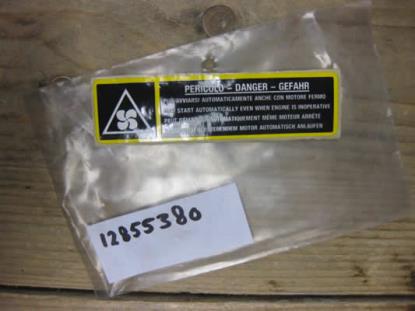 PERICOLO - DANGER - GEFAHR
AVVIARSI AUTOMATICAMENTE ANCHE CON MOTORE FERMO
START AUTOMATICALLY EVEN WHEN ENGINE IS INOPERATIVE
PEUT AUTOMATIQUEMENT MÊME MOTEUR ARRÊTÉ
MOTOR AUTOMATISCH ANLAUFEN
12855380